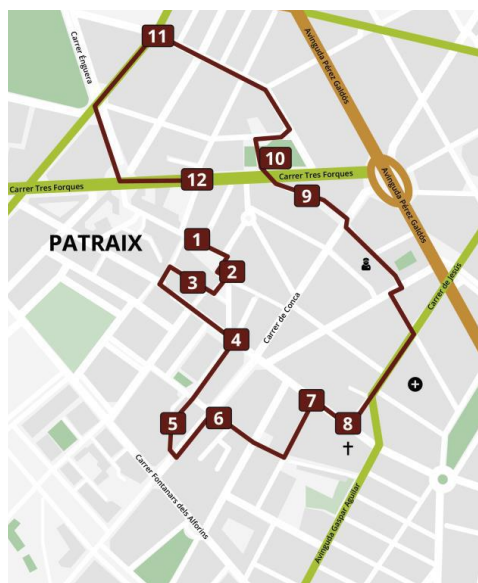 11
Carrer Énguera
Avinguda Pérez Galdós
10
Carrer Tres Forques
12
Carrer Tres Forques
9
Avinguda Pérez Galdós
PATRAIX
1
2
3
Carrer de Jesús
Carrer de Conca
4
7
5
6
8
Carrer Fontanars dels Alforins
Avinguda Gaspar Aguilar